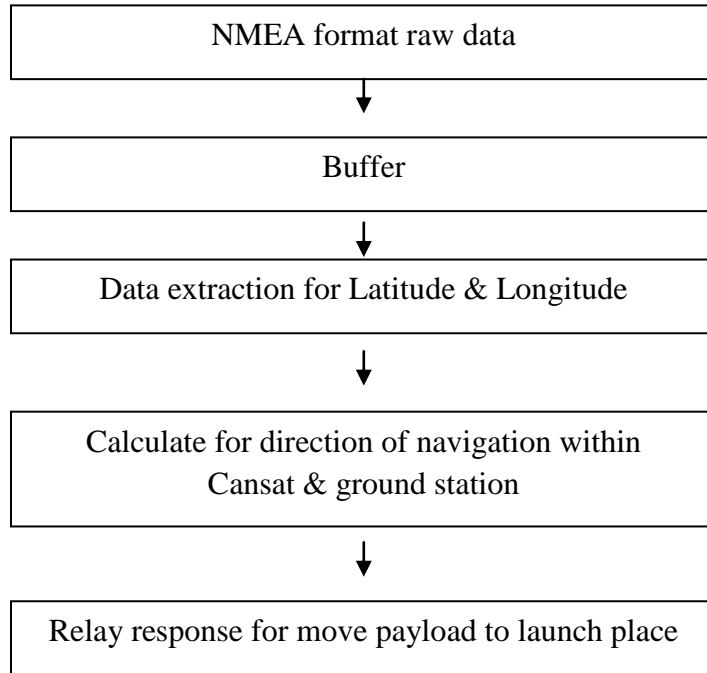 NMEA format raw data
Buffer
Data extraction for Latitude & Longitude
Calculate for direction of navigation within
Cansat & ground station
Relay response for move payload to launch place